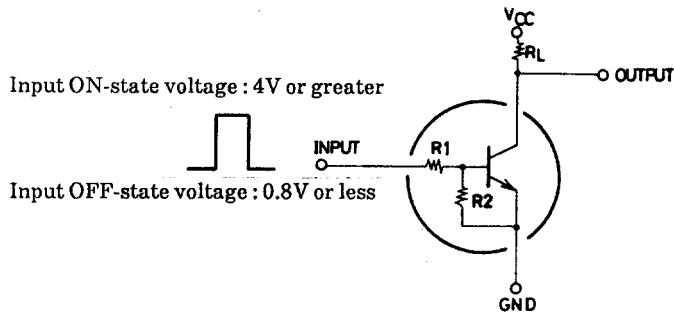 VCC
RL
OUTPUT
Input ON-state voltage : 4V or greater
INPUT
R1
Input OFF-state voltage : 0.8V or less
R2
GND